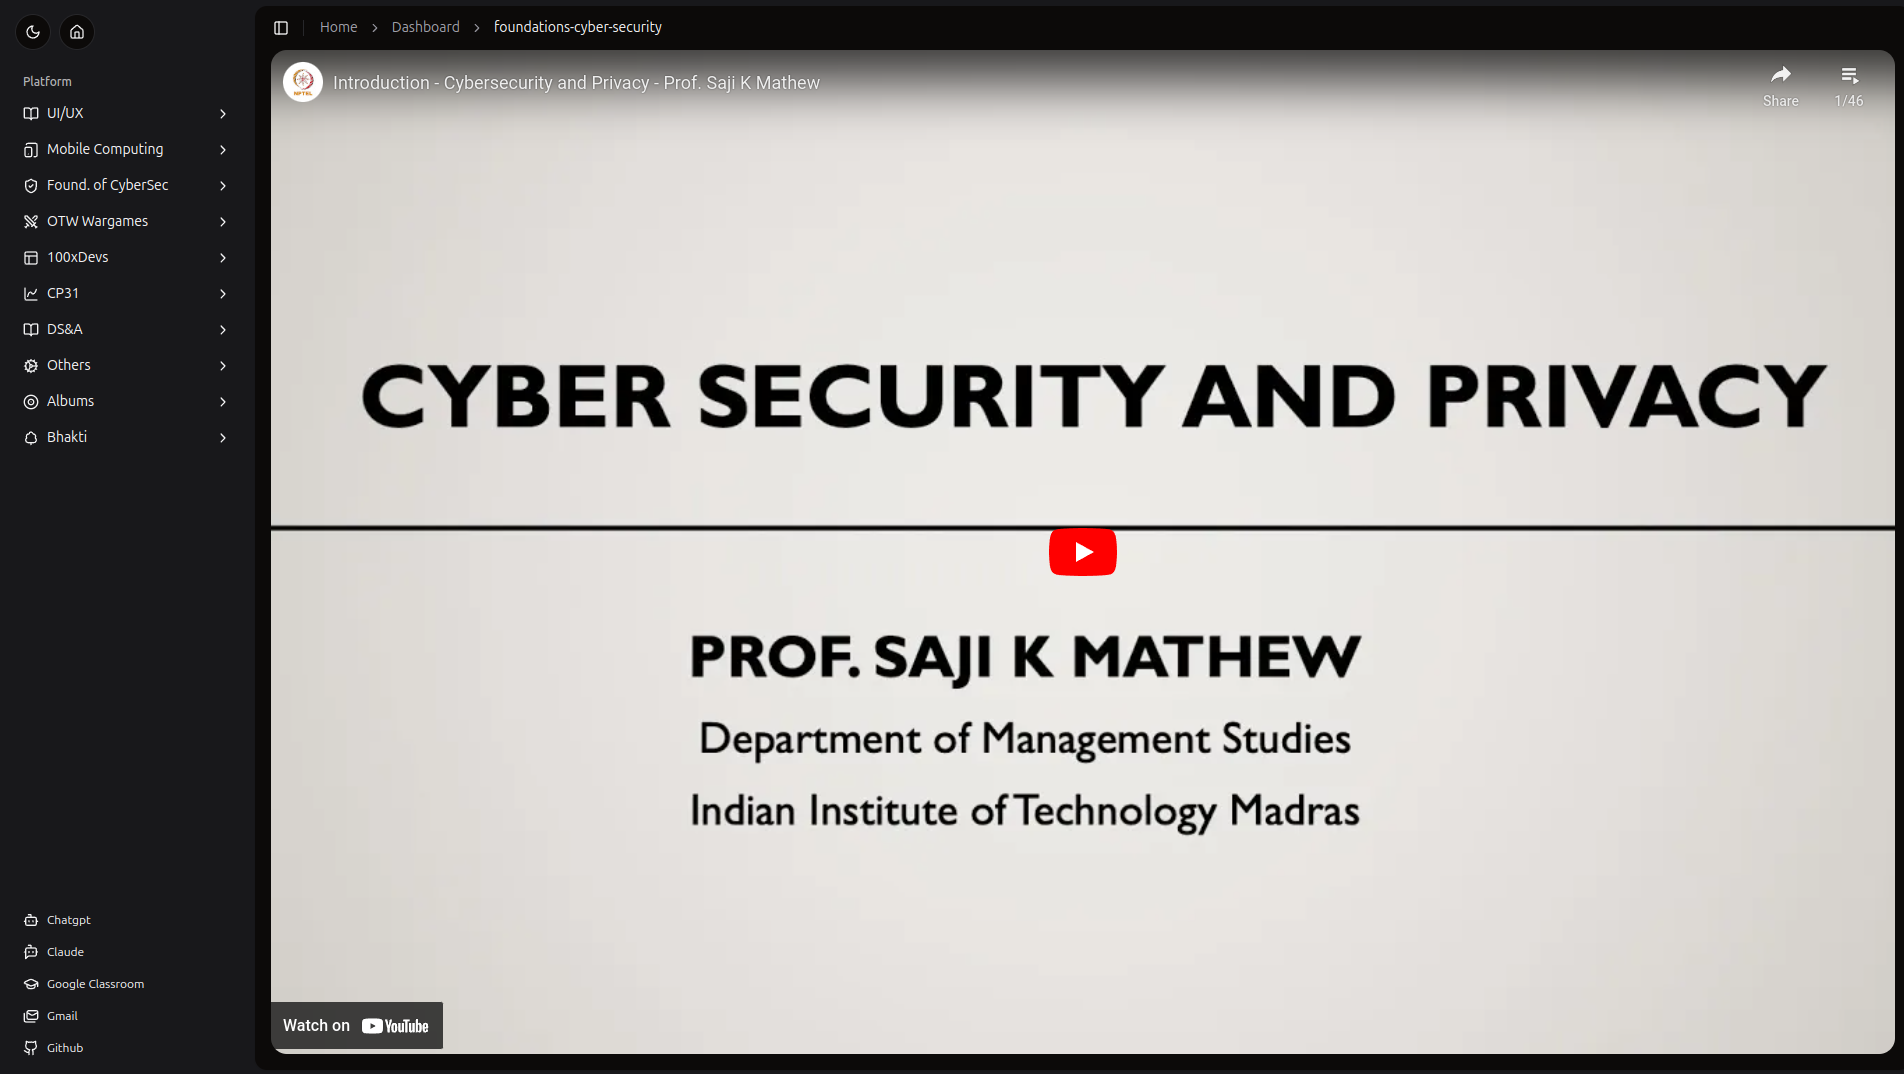 Platform
UI/UX
Mobile Computing
Found. of CyberSec
OTW Wargames
100xDevs
CP31
DS&A
Others
Albums
Bhakti
Chatgpt
Claude
Google Classroom
Gmail
Github
Home
Dashboard
foundations-cyber-security
NPTEL
Introduction - Cybersecurity and Privacy - Prof. Saji K Mathew
Share
1/46
CYBER SECURITY AND PRIVACY
PROF. SAJI K MATHEW
Department of Management Studies
Indian Institute of Technology Madras
Watch on YouTube